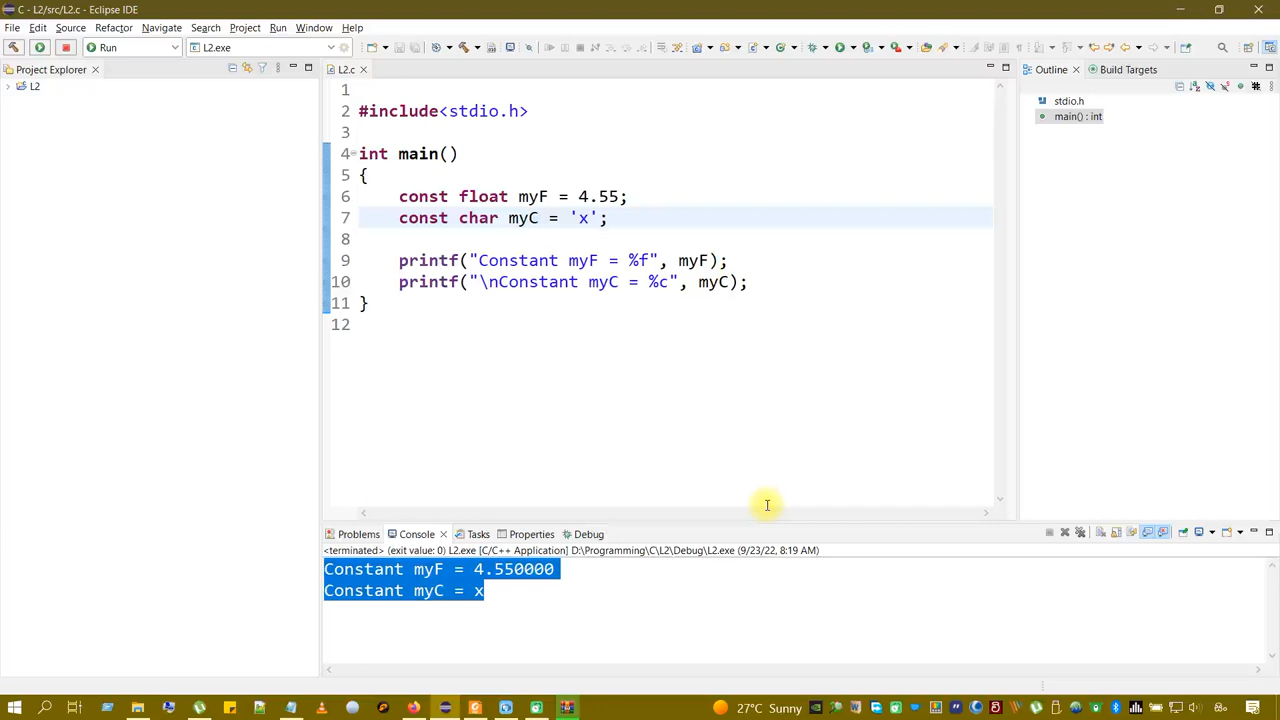 C - L2/src/L2.c - Eclipse IDE
File Edit Source Refactor Navigate Search Project Run Window Help
Run
L2.exe
Project Explorer
L2
L2.c
1
2 #include<stdio.h>
3
4 int main()
5 {
6 const float myF = 4.55;
7 const char myC = 'x';
8
9 printf("Constant myF = %f", myF);
10 printf("\nConstant myC = %c", myC);
11 }
12
Outline Build Targets
stdio.h
main() : int
Problems Console Tasks Properties Debug
<terminated> (exit value: 0) L2.exe [C/C++ Application] D:\Programming\C\L2\Debug\L2.exe (9/23/22, 8:19 AM)
Constant myF = 4.550000
Constant myC = x
27°C Sunny